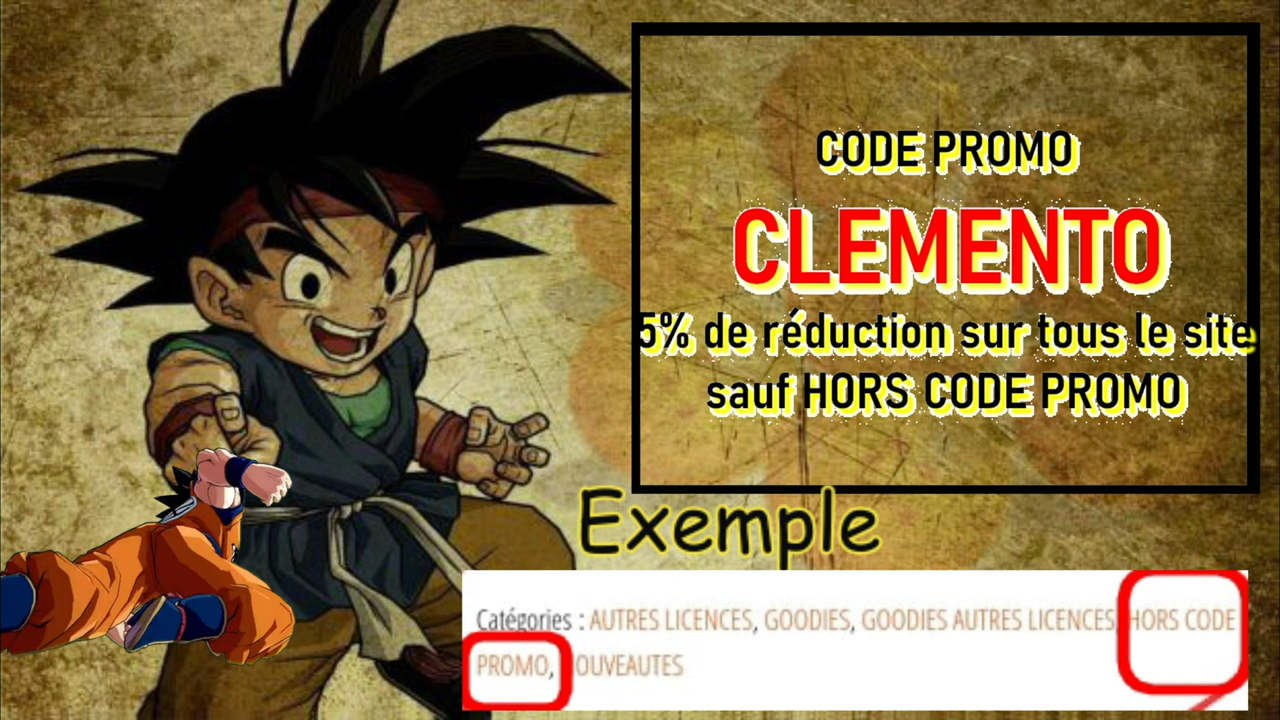 CODE PROMO
CLEMENTO
5% de réduction sur tous le site
sauf HORS CODE PROMO
Exemple
Catégories : AUTRES LICENCES, GOODIES, GOODIES AUTRES LICENCES HORS CODE
PROMO, OUVEAUTES